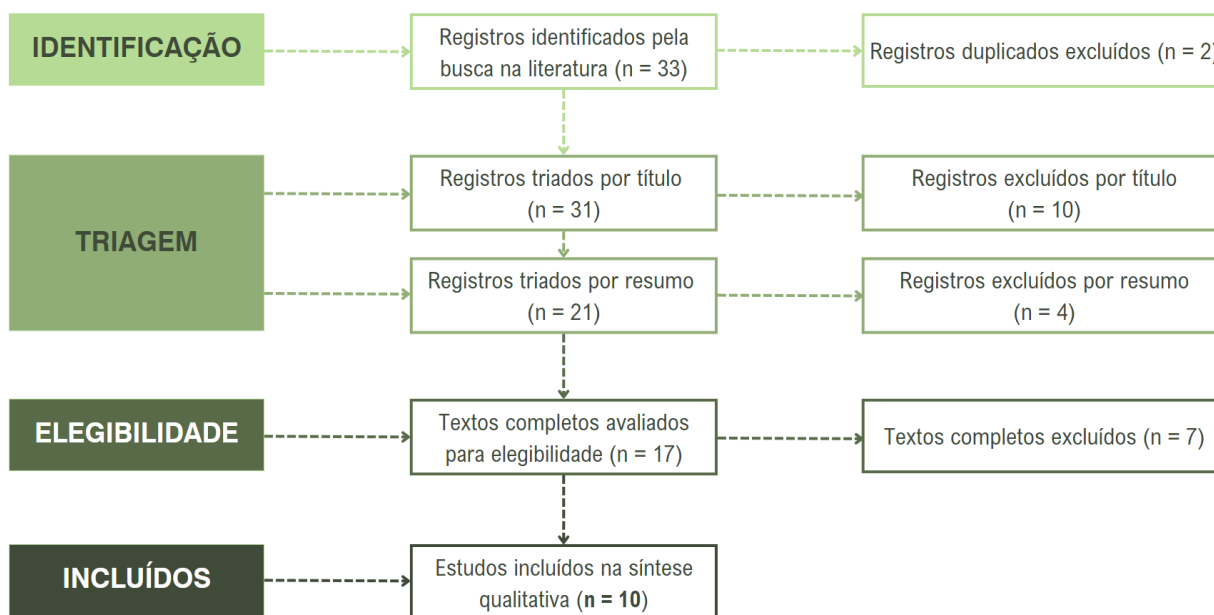 IDENTIFICAÇÃO
Registros identificados pela
busca na literatura (n = 33)
Registros duplicados excluídos (n = 2)
TRIAGEM
Registros triados por título
(n = 31)
Registros excluídos por título
(n = 10)
Registros triados por resumo
(n = 21)
Registros excluídos por resumo
(n = 4)
ELEGIBILIDADE
Textos completos avaliados
para elegibilidade (n = 17)
Textos completos excluídos (n = 7)
INCLUÍDOS
Estudos incluídos na síntese
qualitativa (n = 10)